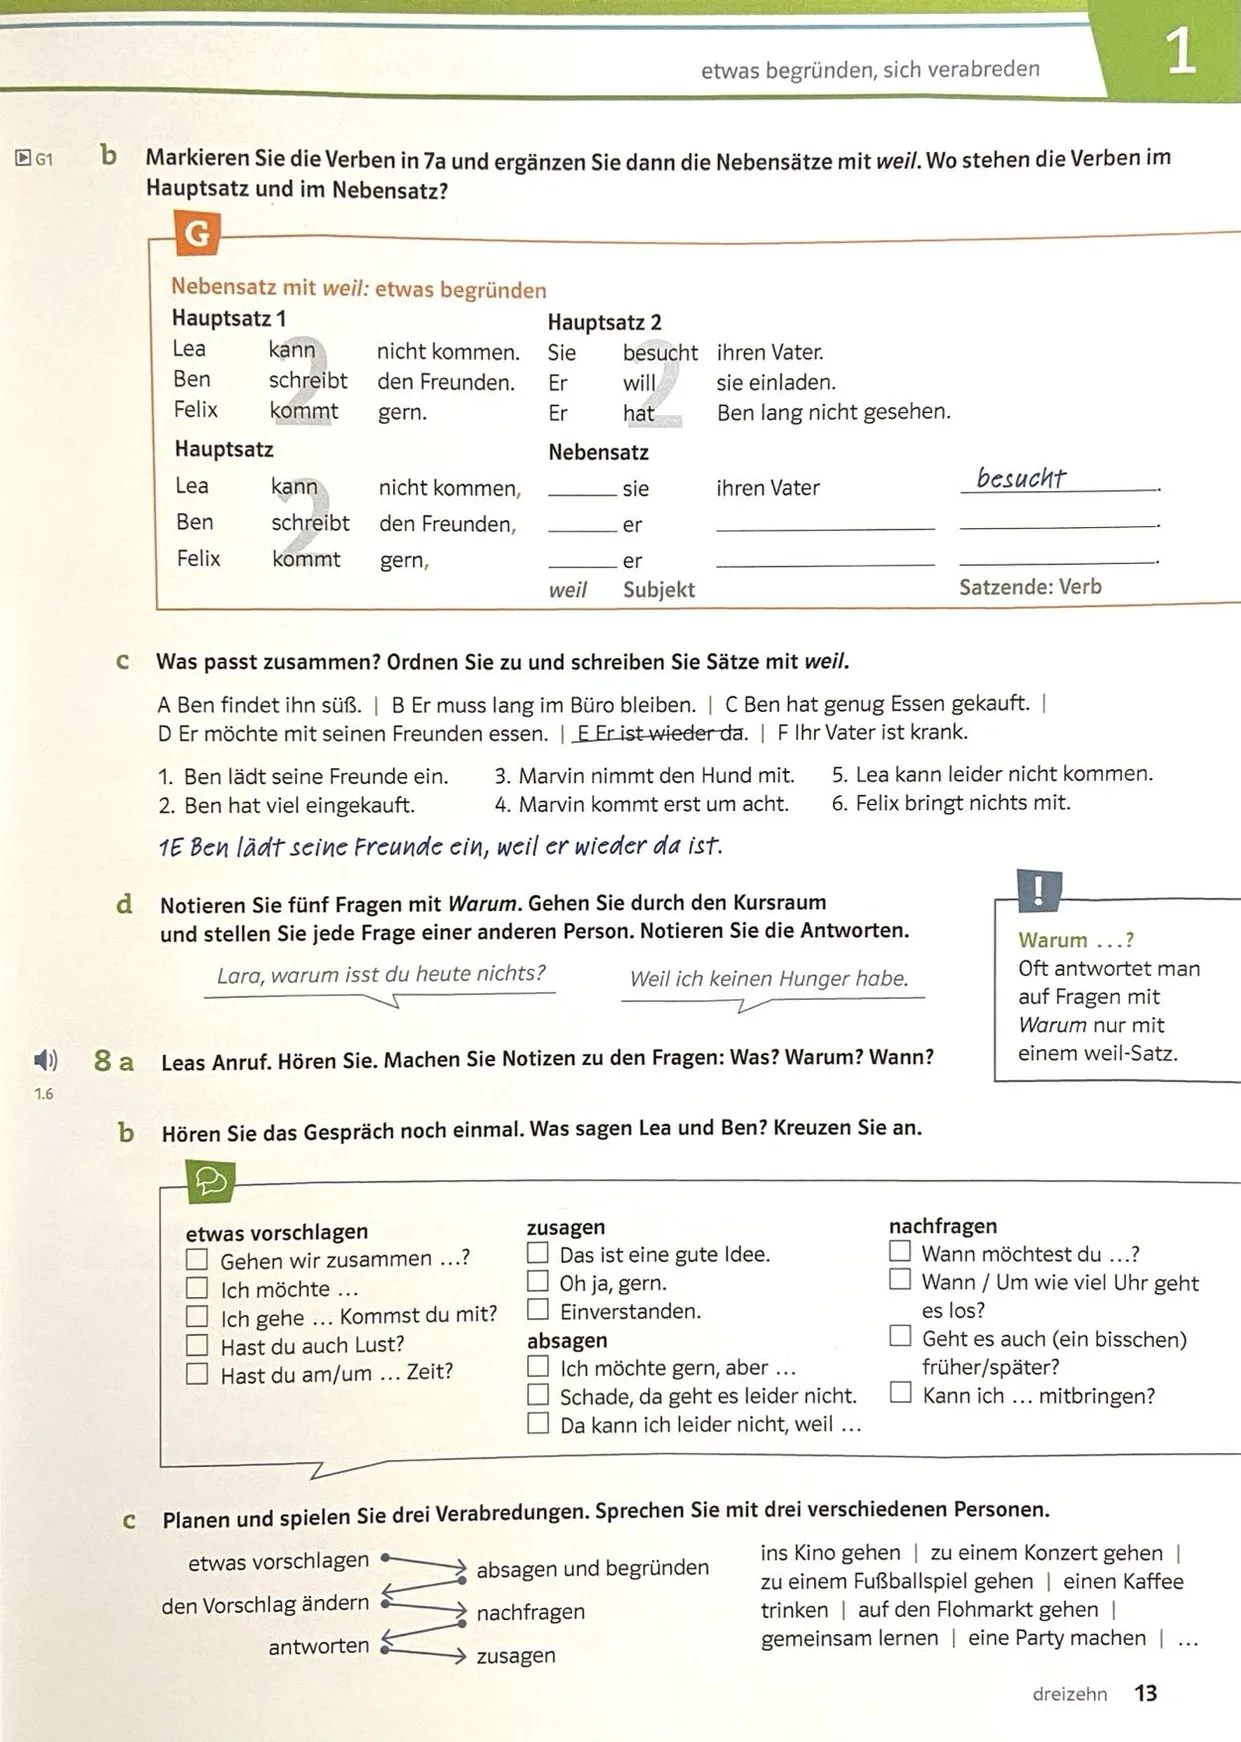 etwas begründen, sich verabreden
1
G1
b Markieren Sie die Verben in 7a und ergänzen Sie dann die Nebensätze mit weil. Wo stehen die Verben im
Hauptsatz und im Nebensatz?
G
Nebensatz mit weil: etwas begründen
Hauptsatz 1 Hauptsatz 2
2 2
Lea kann nicht kommen. Sie besucht ihren Vater.
Ben schreibt den Freunden. Er will sie einladen.
Felix kommt gern. Er hat Ben lang nicht gesehen.
Hauptsatz Nebensatz
2
Lea kann nicht kommen, ______ sie ihren Vater besucht.
Ben schreibt den Freunden, ______ er ______ ______.
Felix kommt gern, ______ er ______ ______.
weil Subjekt Satzende: Verb
c Was passt zusammen? Ordnen Sie zu und schreiben Sie Sätze mit weil.
A Ben findet ihn süß. | B Er muss lang im Büro bleiben. | C Ben hat genug Essen gekauft. |
D Er möchte mit seinen Freunden essen. | E Er ist wieder da. | F Ihr Vater ist krank.
1. Ben lädt seine Freunde ein. 3. Marvin nimmt den Hund mit. 5. Lea kann leider nicht kommen.
2. Ben hat viel eingekauft. 4. Marvin kommt erst um acht. 6. Felix bringt nichts mit.
1E Ben lädt seine Freunde ein, weil er wieder da ist.
d Notieren Sie fünf Fragen mit Warum. Gehen Sie durch den Kursraum
und stellen Sie jede Frage einer anderen Person. Notieren Sie die Antworten.
Lara, warum isst du heute nichts? Weil ich keinen Hunger habe.
!
Warum ...?
Oft antwortet man
auf Fragen mit
Warum nur mit
einem weil-Satz.
8 a Leas Anruf. Hören Sie. Machen Sie Notizen zu den Fragen: Was? Warum? Wann?
1.6
b Hören Sie das Gespräch noch einmal. Was sagen Lea und Ben? Kreuzen Sie an.
etwas vorschlagen
Gehen wir zusammen ...?
Ich möchte ...
Ich gehe ... Kommst du mit?
Hast du auch Lust?
Hast du am/um ... Zeit?
zusagen
Das ist eine gute Idee.
Oh ja, gern.
Einverstanden.
absagen
Ich möchte gern, aber ...
Schade, da geht es leider nicht.
Da kann ich leider nicht, weil ...
nachfragen
Wann möchtest du ...?
Wann / Um wie viel Uhr geht
es los?
Geht es auch (ein bisschen)
früher/später?
Kann ich ... mitbringen?
c Planen und spielen Sie drei Verabredungen. Sprechen Sie mit drei verschiedenen Personen.
etwas vorschlagen
absagen und begründen
den Vorschlag ändern
nachfragen
antworten
zusagen
ins Kino gehen | zu einem Konzert gehen |
zu einem Fußballspiel gehen | einen Kaffee
trinken | auf den Flohmarkt gehen |
gemeinsam lernen | eine Party machen | ...
dreizehn 13